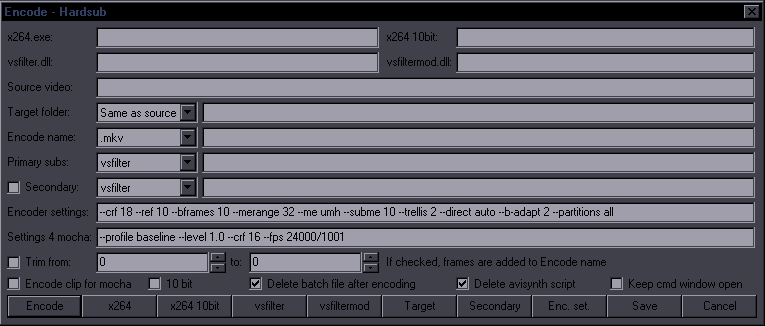 Encode - Hardsub
x264.exe: x264 10bit:
vsfilter.dll: vsfiltermod.dll:
Source video:
Target folder: Same as source
Encode name: .mkv
Primary subs: vsfilter
Secondary: vsfilter
Encoder settings: --crf 18 --ref 10 --bframes 10 --merange 32 --me umh --subme 10 --trellis 2 --direct auto --b-adapt 2 --partitions all
Settings 4 mocha: --profile baseline --level 1.0 --crf 16 --fps 24000/1001
Trim from: 0 to: 0 If checked, frames are added to Encode name
Encode clip for mocha 10 bit Delete batch file after encoding Delete avisynth script Keep cmd window open
Encode x264 x264 10bit vsfilter vsfiltermod Target Secondary Enc. set. Save Cancel